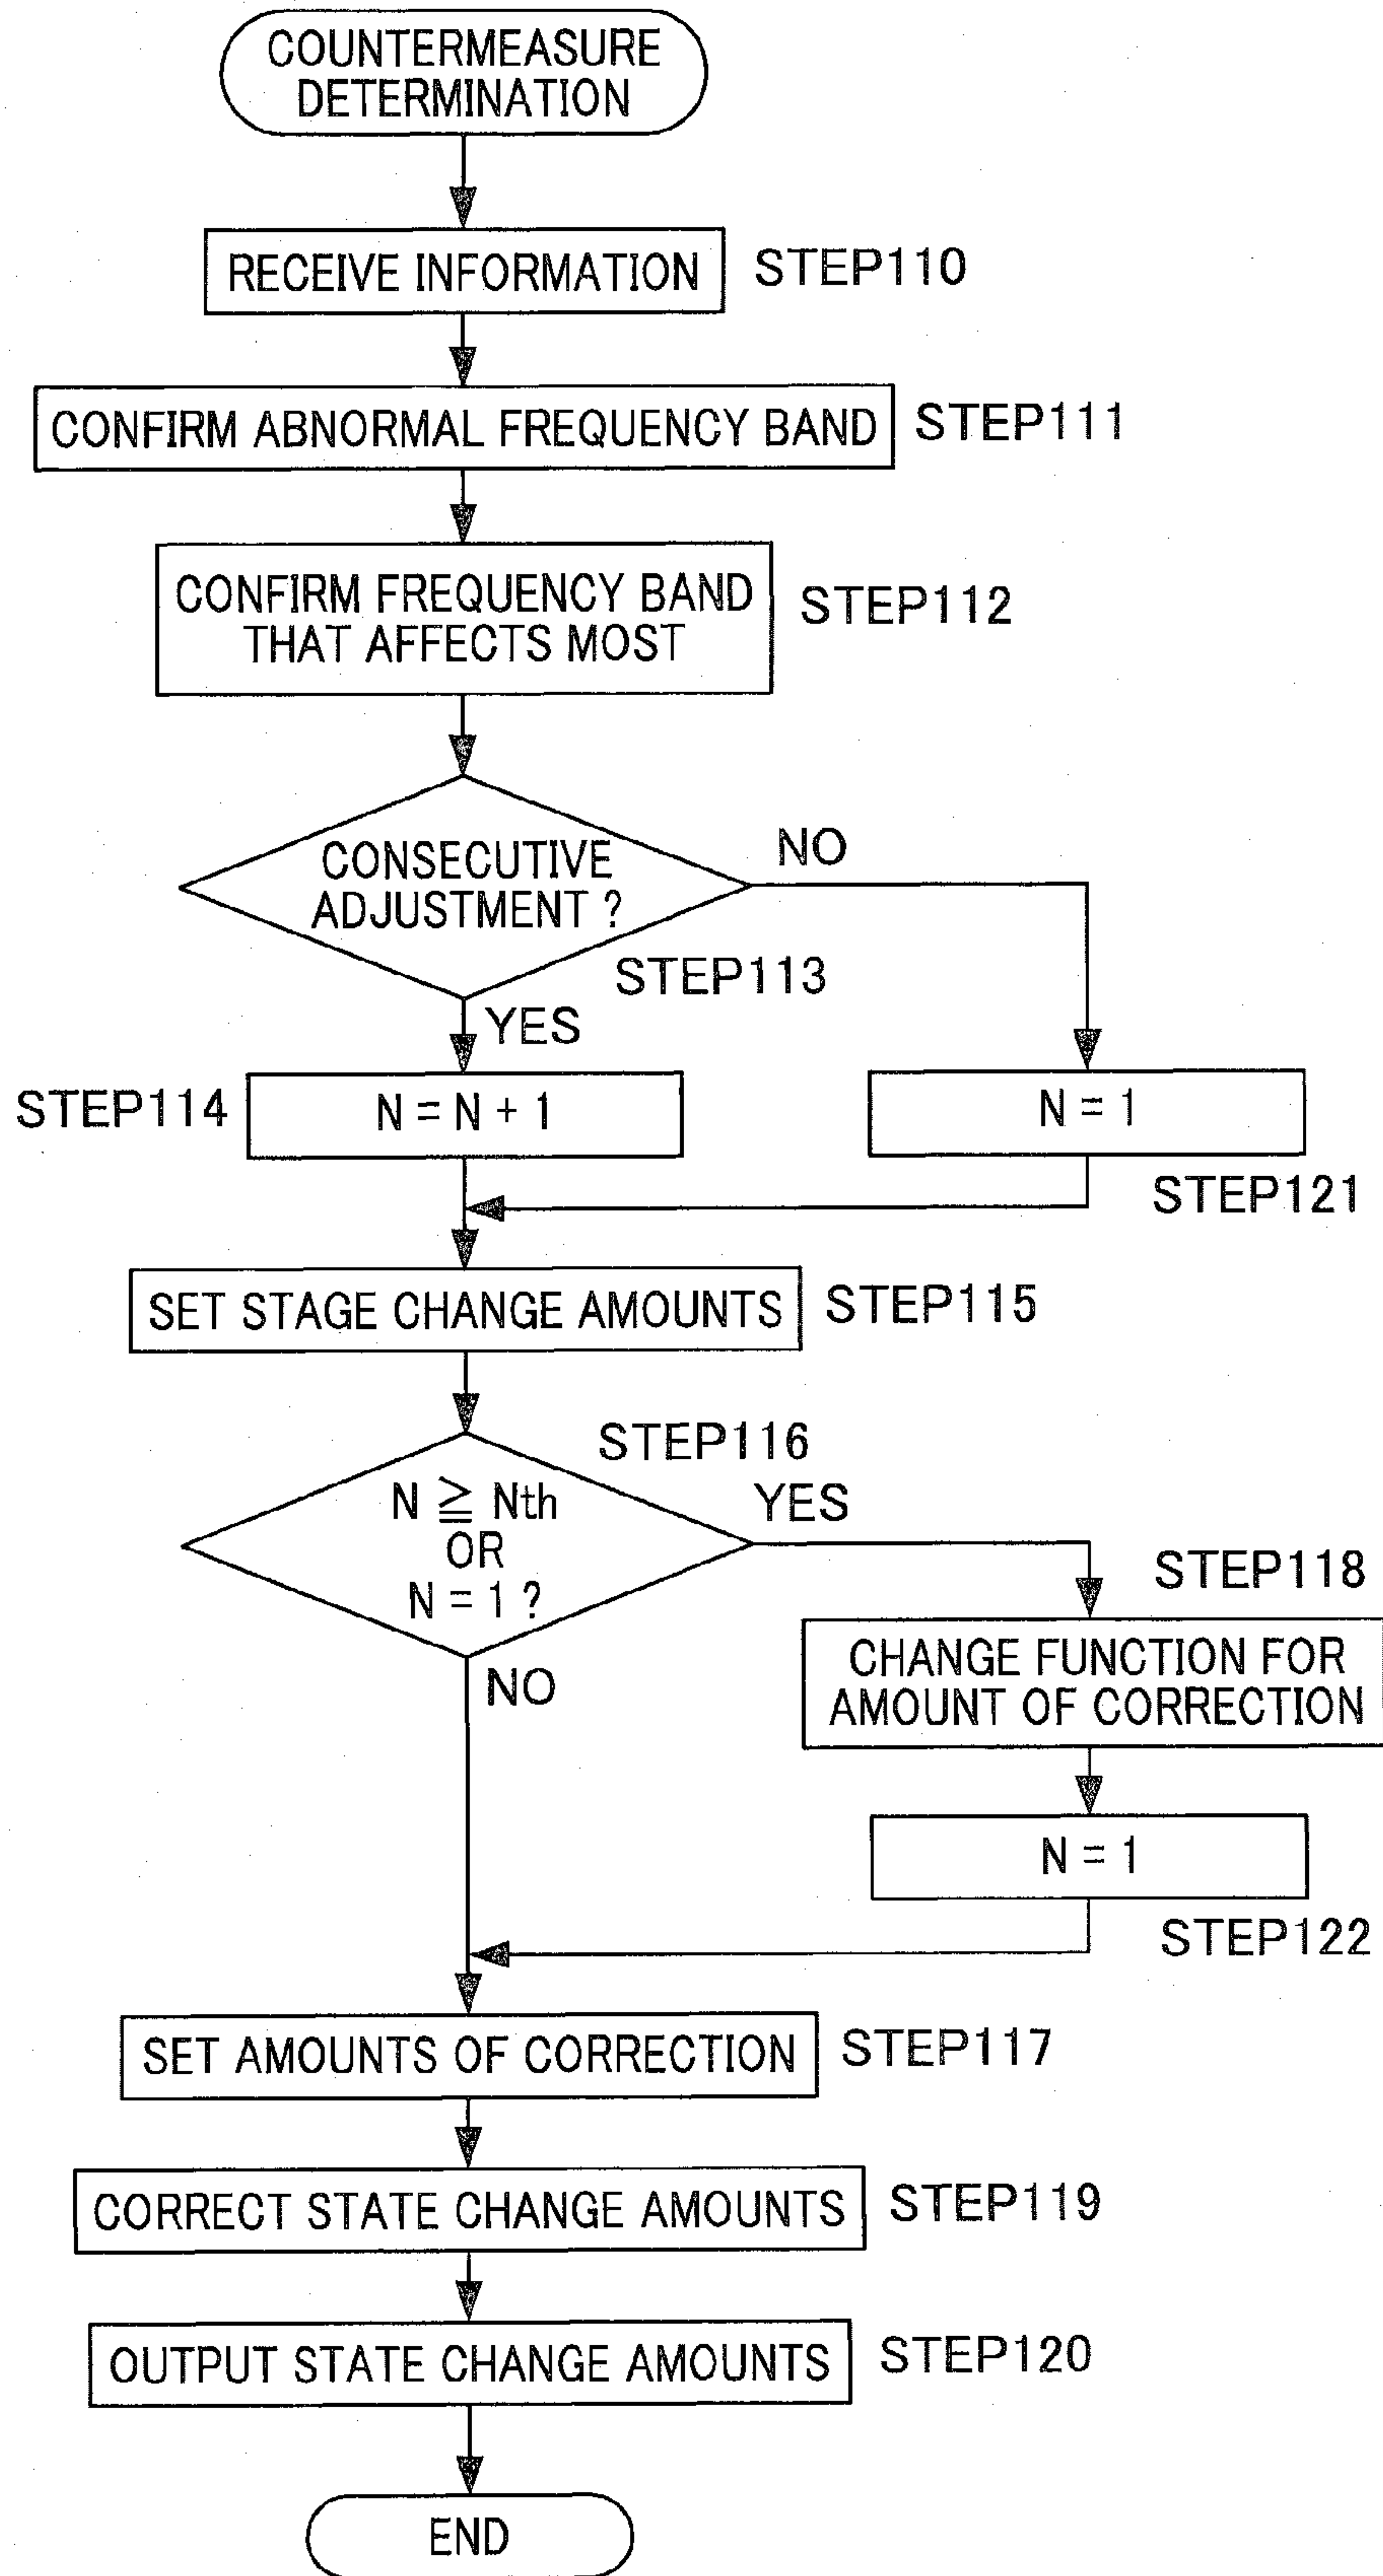 COUNTERMEASURE
DETERMINATION
RECEIVE INFORMATION
STEP110
CONFIRM ABNORMAL FREQUENCY BAND
STEP111
CONFIRM FREQUENCY BAND
THAT AFFECTS MOST
STEP112
CONSECUTIVE
ADJUSTMENT ?
NO
STEP113
YES
STEP114
N = N + 1
N = 1
STEP121
SET STAGE CHANGE AMOUNTS
STEP115
STEP116
N ≧ Nth
OR
N = 1 ?
YES
NO
STEP118
CHANGE FUNCTION FOR
AMOUNT OF CORRECTION
N = 1
STEP122
SET AMOUNTS OF CORRECTION
STEP117
CORRECT STATE CHANGE AMOUNTS
STEP119
OUTPUT STATE CHANGE AMOUNTS
STEP120
END